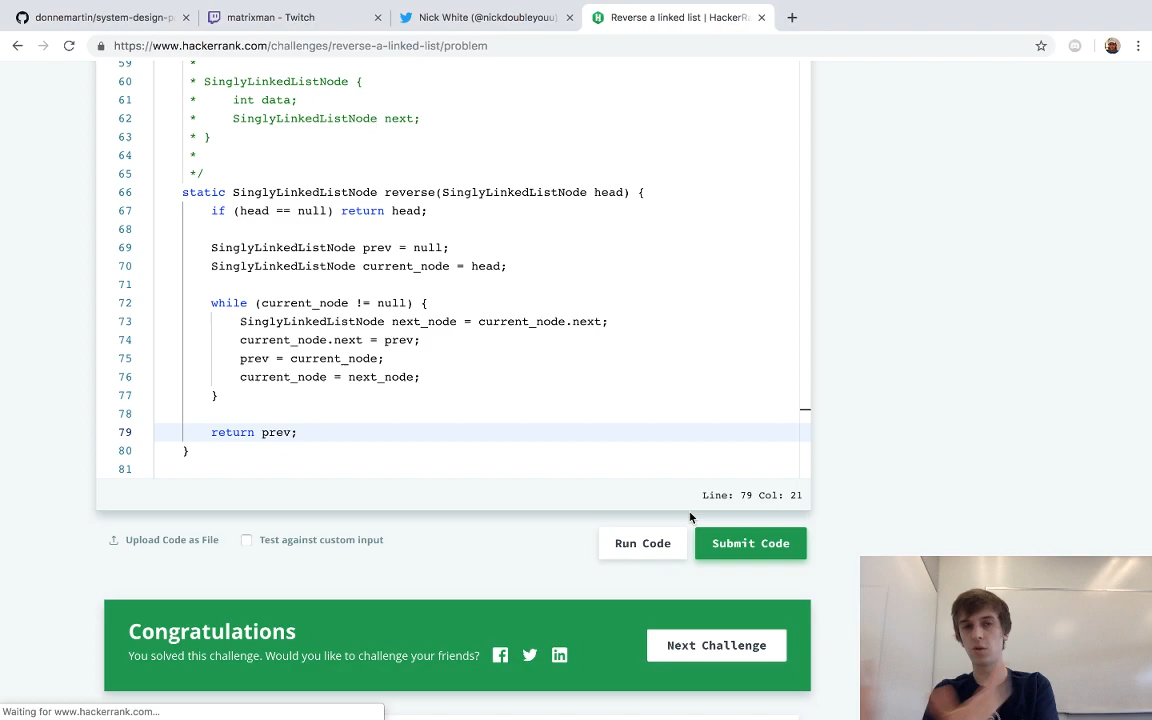 donnemartin/system-design-p
matrixman - Twitch
Nick White (@nickdoubleyouu)
Reverse a linked list | HackerRa
https://www.hackerrank.com/challenges/reverse-a-linked-list/problem
59 *
60 * SinglyLinkedListNode {
61 * int data;
62 * SinglyLinkedListNode next;
63 * }
64 *
65 */
66 static SinglyLinkedListNode reverse(SinglyLinkedListNode head) {
67 if (head == null) return head;
68
69 SinglyLinkedListNode prev = null;
70 SinglyLinkedListNode current_node = head;
71
72 while (current_node != null) {
73 SinglyLinkedListNode next_node = current_node.next;
74 current_node.next = prev;
75 prev = current_node;
76 current_node = next_node;
77 }
78
79 return prev;
80 }
81
Line: 79 Col: 21
Upload Code as File
Test against custom input
Run Code
Submit Code
Congratulations
You solved this challenge. Would you like to challenge your friends?
Next Challenge
Waiting for www.hackerrank.com...